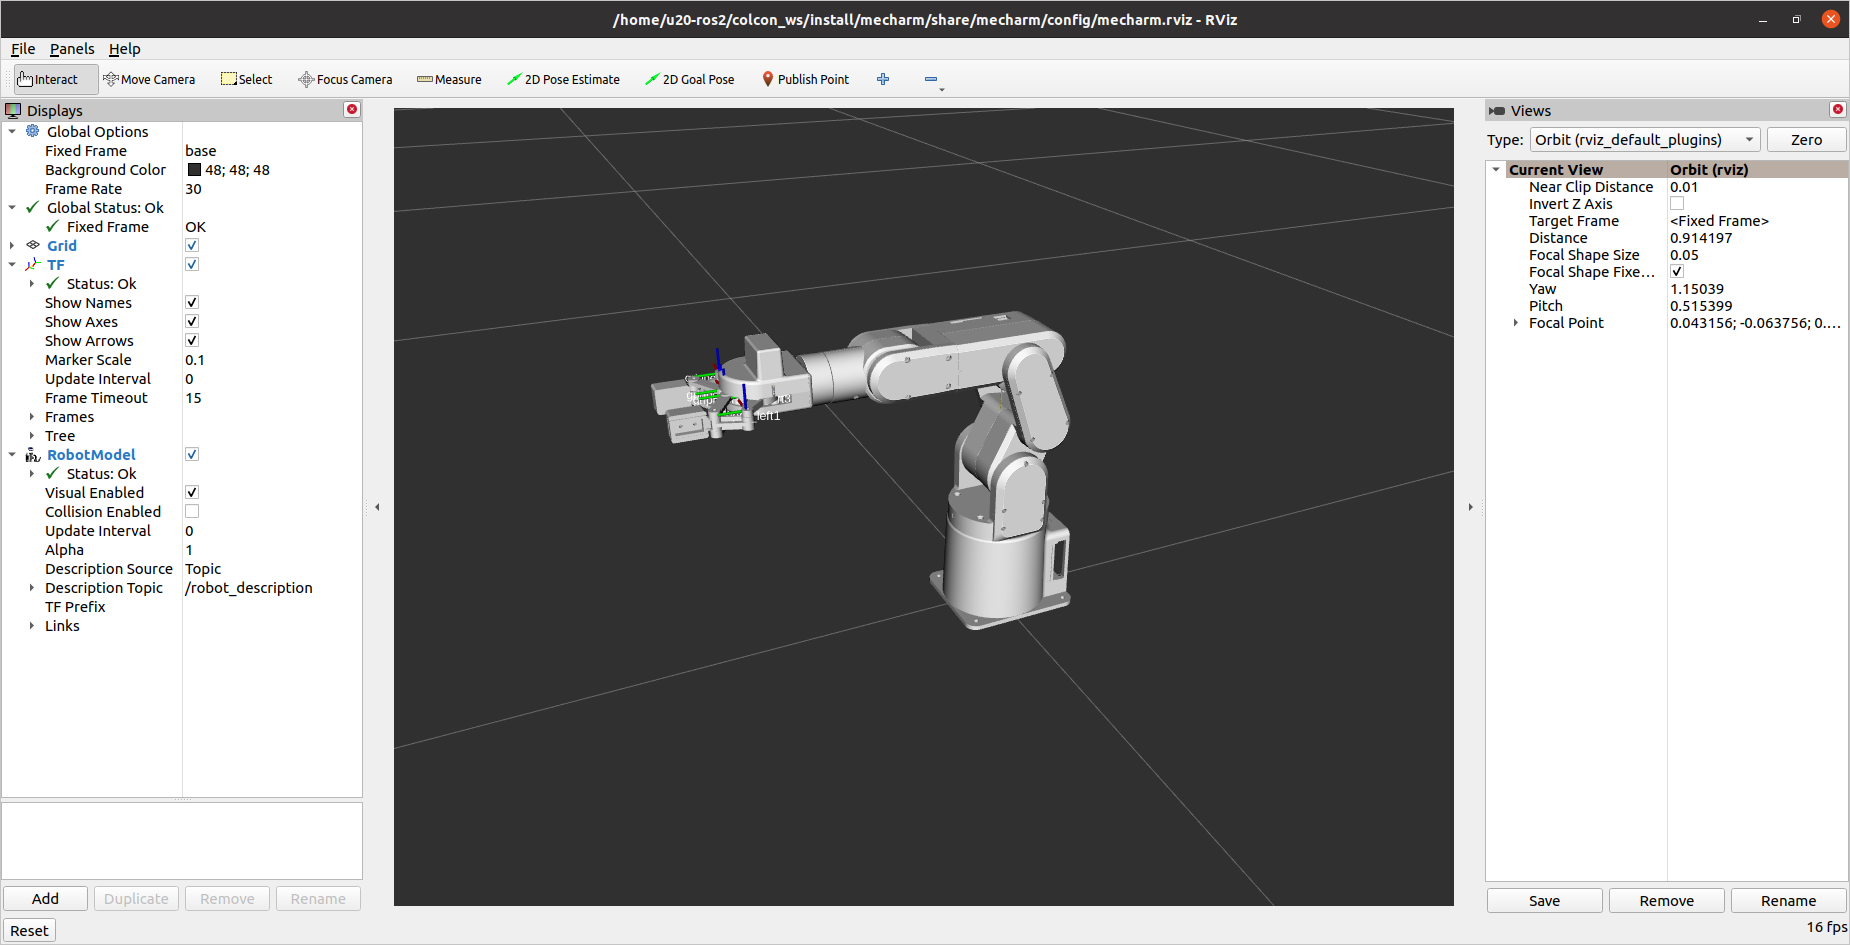 /home/u20-ros2/colcon_ws/install/mecharm/share/mecharm/config/mecharm.rviz - RViz
File Panels Help
Interact Move Camera Select Focus Camera Measure 2D Pose Estimate 2D Goal Pose Publish Point
Displays
Global Options
Fixed Frame base
Background Color 48; 48; 48
Frame Rate 30
Global Status: Ok
Fixed Frame OK
Grid
TF
Status: Ok
Show Names
Show Axes
Show Arrows
Marker Scale 0.1
Update Interval 0
Frame Timeout 15
Frames
Tree
RobotModel
Status: Ok
Visual Enabled
Collision Enabled
Update Interval 0
Alpha 1
Description Source Topic
Description Topic /robot_description
TF Prefix
Links
Add Duplicate Remove Rename
Reset
left1
Views
Type: Orbit (rviz_default_plugins) Zero
Current View Orbit (rviz)
Near Clip Distance 0.01
Invert Z Axis
Target Frame <Fixed Frame>
Distance 0.914197
Focal Shape Size 0.05
Focal Shape Fixe...
Yaw 1.15039
Pitch 0.515399
Focal Point 0.043156; -0.063756; 0....
Save Remove Rename
16 fps